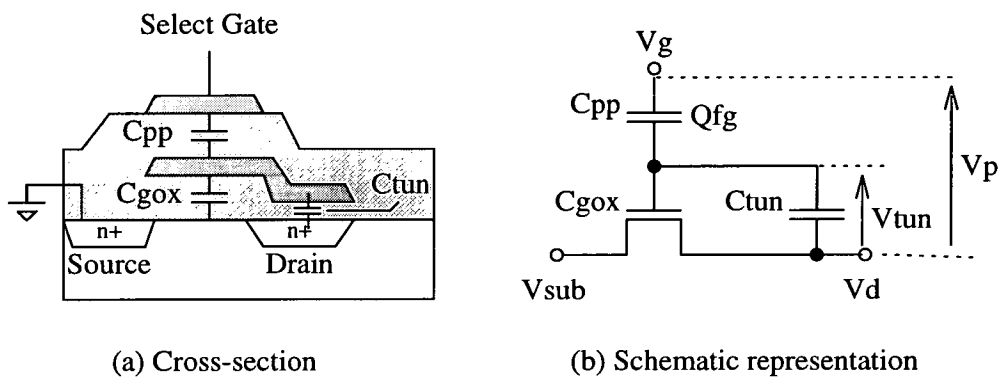 Select Gate
Cpp
Cgox
Ctun
n+
n+
Source
Drain
(a) Cross-section
Vg
Cpp
Qfg
Vp
Cgox
Ctun
Vtun
Vsub
Vd
(b) Schematic representation